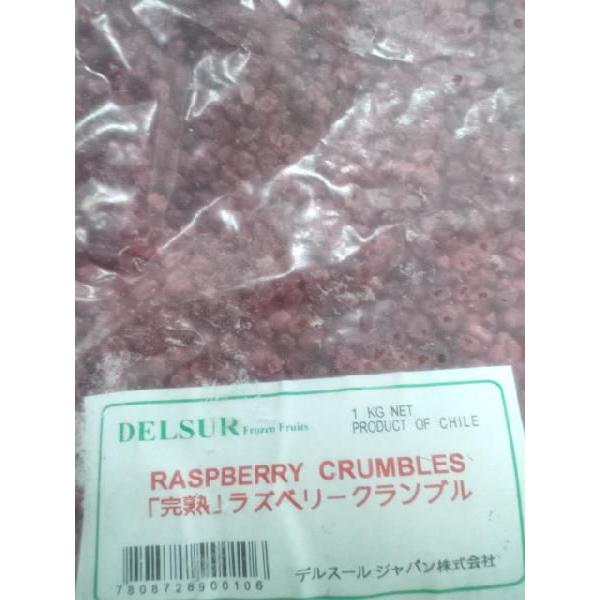 DELSUR Frozen Fruits
1 KG NET
PRODUCT OF CHILE
RASPBERRY CRUMBLES
「完熟」ラズベリークランブル
7808728900106
デルスールジャパン株式会社